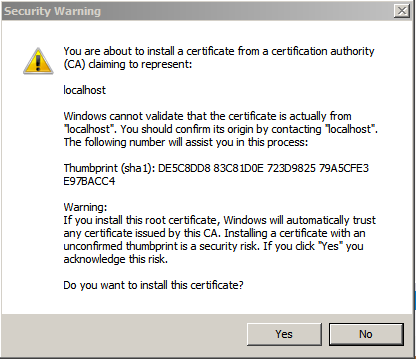 Security Warning
You are about to install a certificate from a certification authority
(CA) claiming to represent:
localhost
Windows cannot validate that the certificate is actually from
"localhost". You should confirm its origin by contacting "localhost".
The following number will assist you in this process:
Thumbprint (sha1): DE5C8DD8 83C81D0E 723D9825 79A5CFE3
E97BACC4
Warning:
If you install this root certificate, Windows will automatically trust
any certificate issued by this CA. Installing a certificate with an
unconfirmed thumbprint is a security risk. If you click "Yes" you
acknowledge this risk.
Do you want to install this certificate?
Yes
No